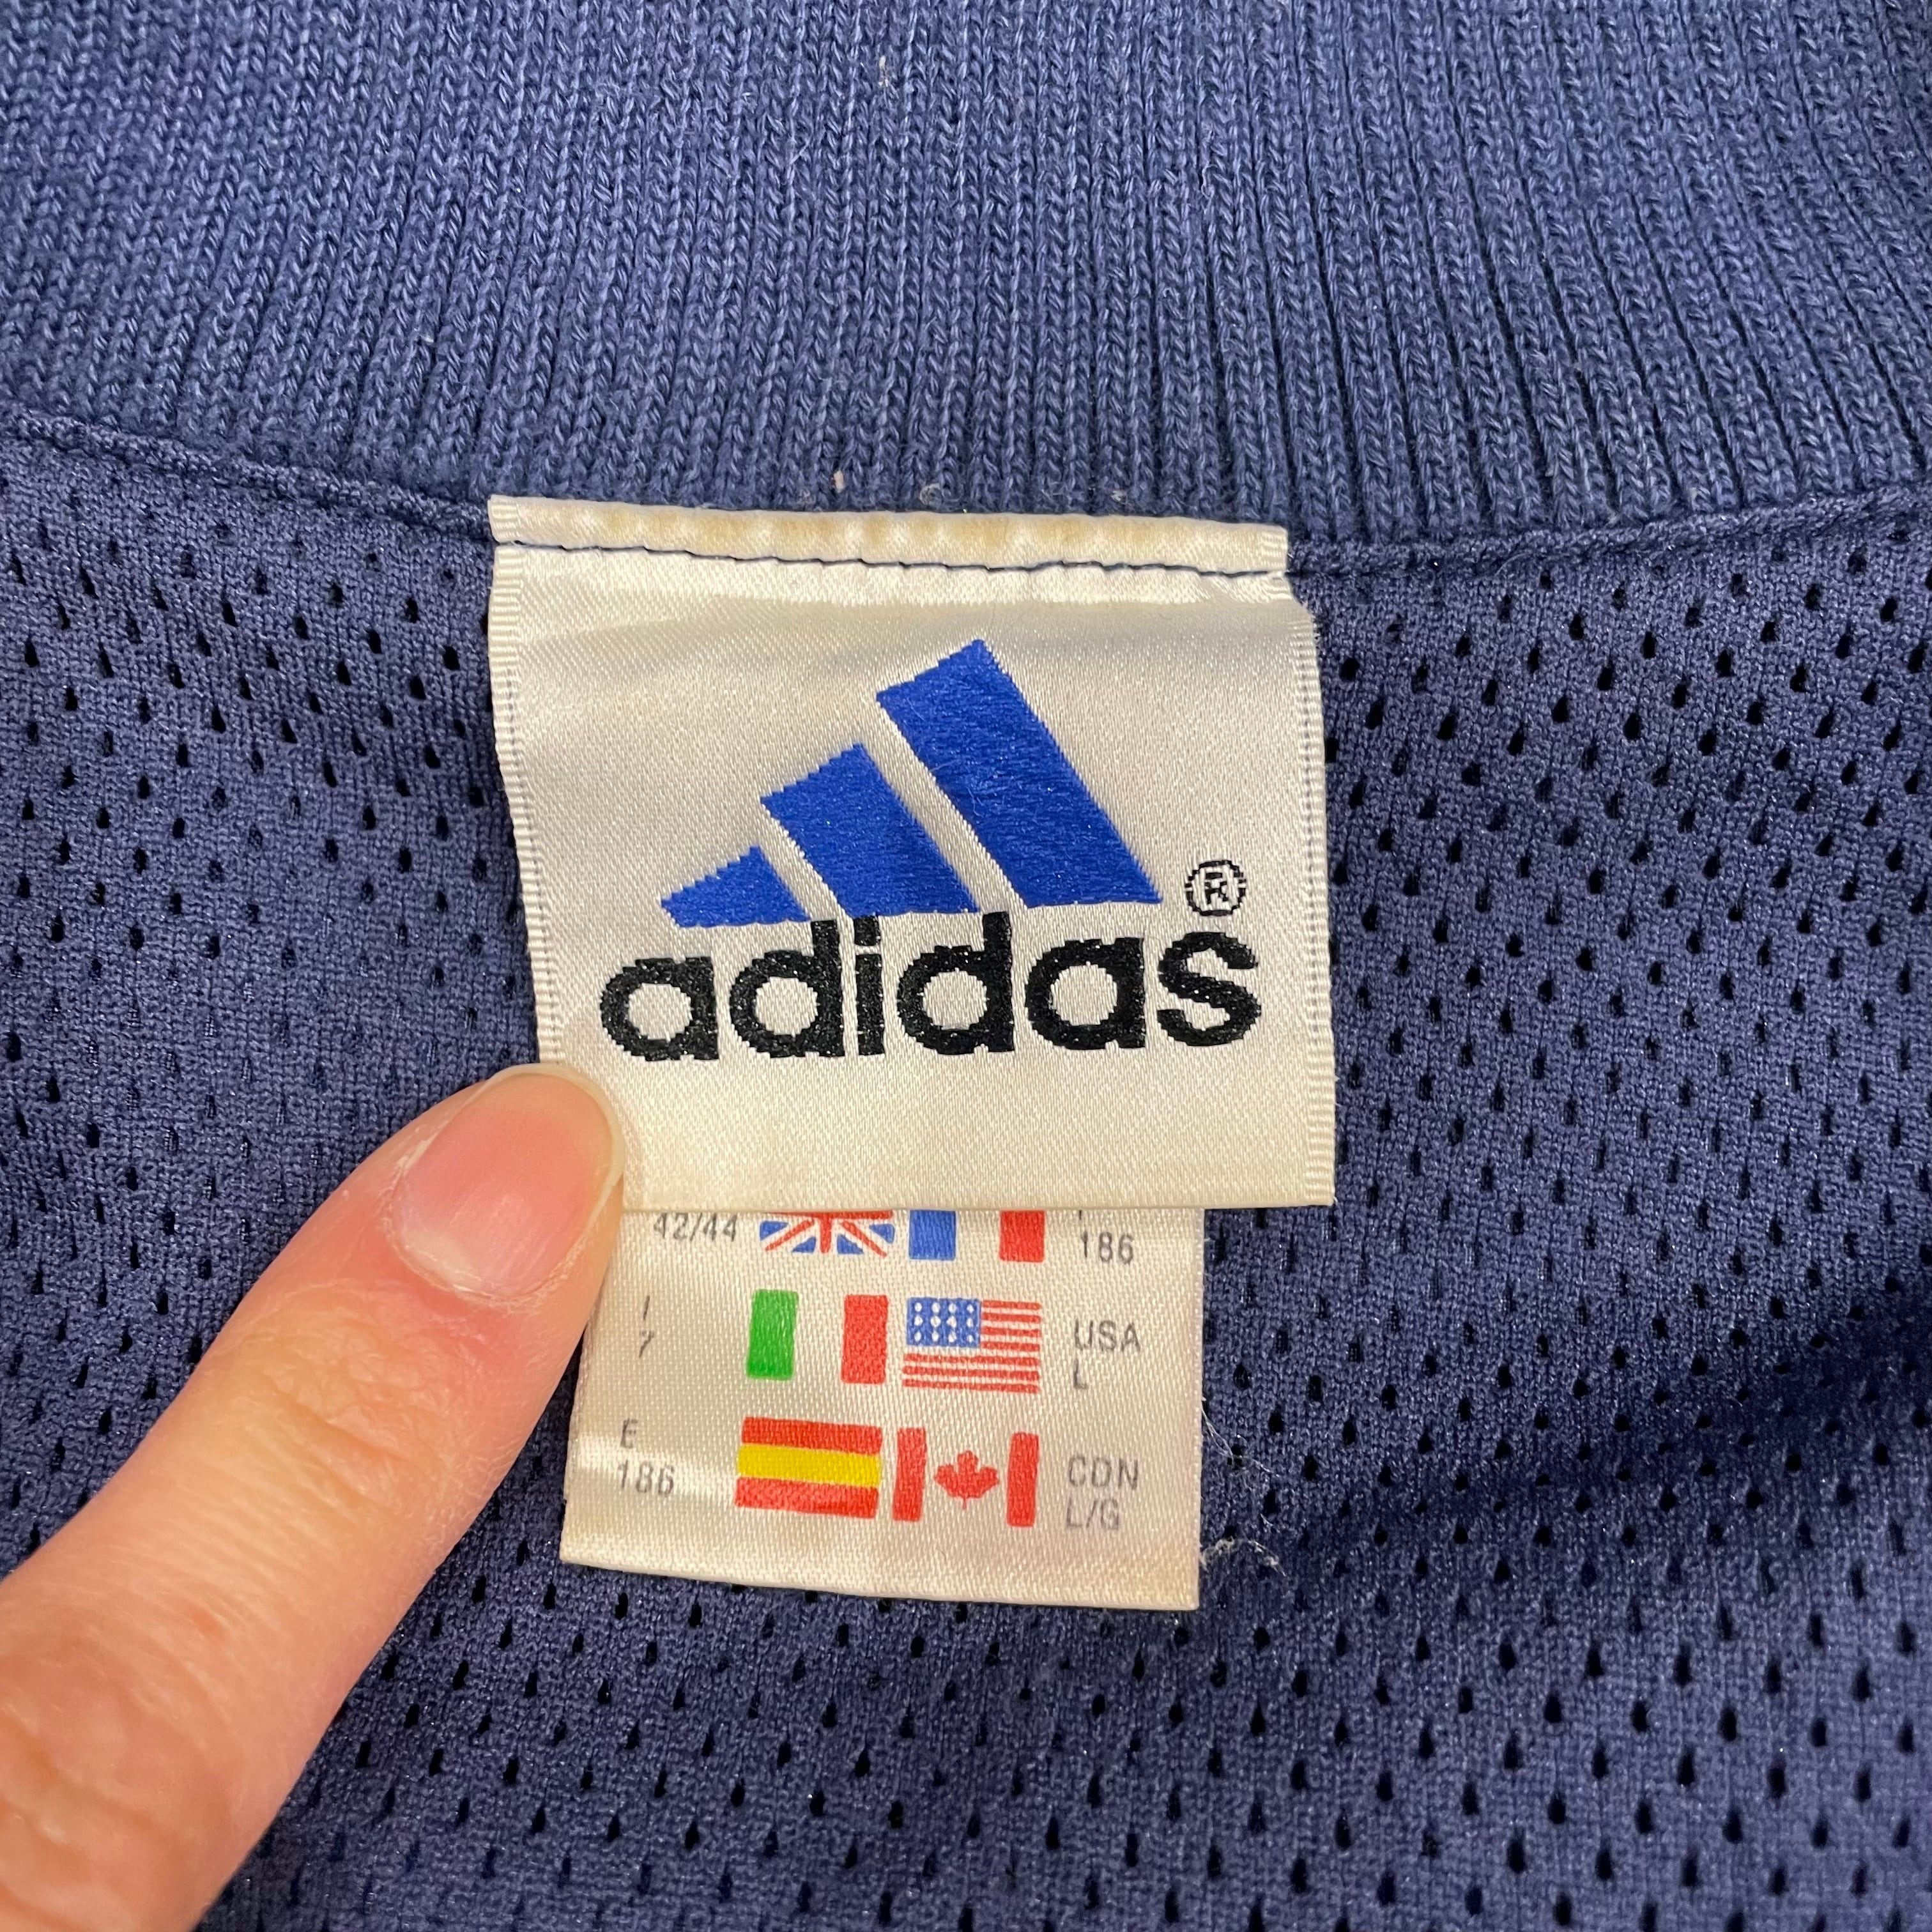 ®
adidas
42/44 186
I USA
7 L
E CDN
186 L/G